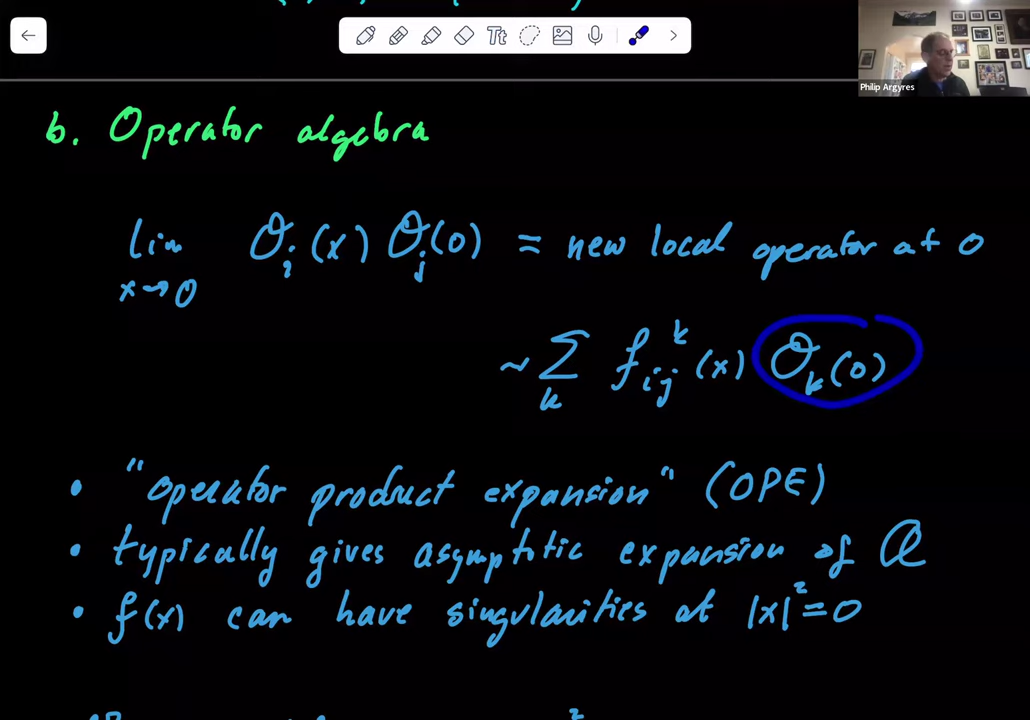 Tt
Philip Argyres
b. Operator algebra
lim x→0 O_i(x) O_j(0) = new local operator at 0
~ Σ_k f_ij^k(x) O_k(0)
• "operator product expansion" (OPE)
• typically gives asymptotic expansion of Q
• f(x) can have singularities at |x|²=0